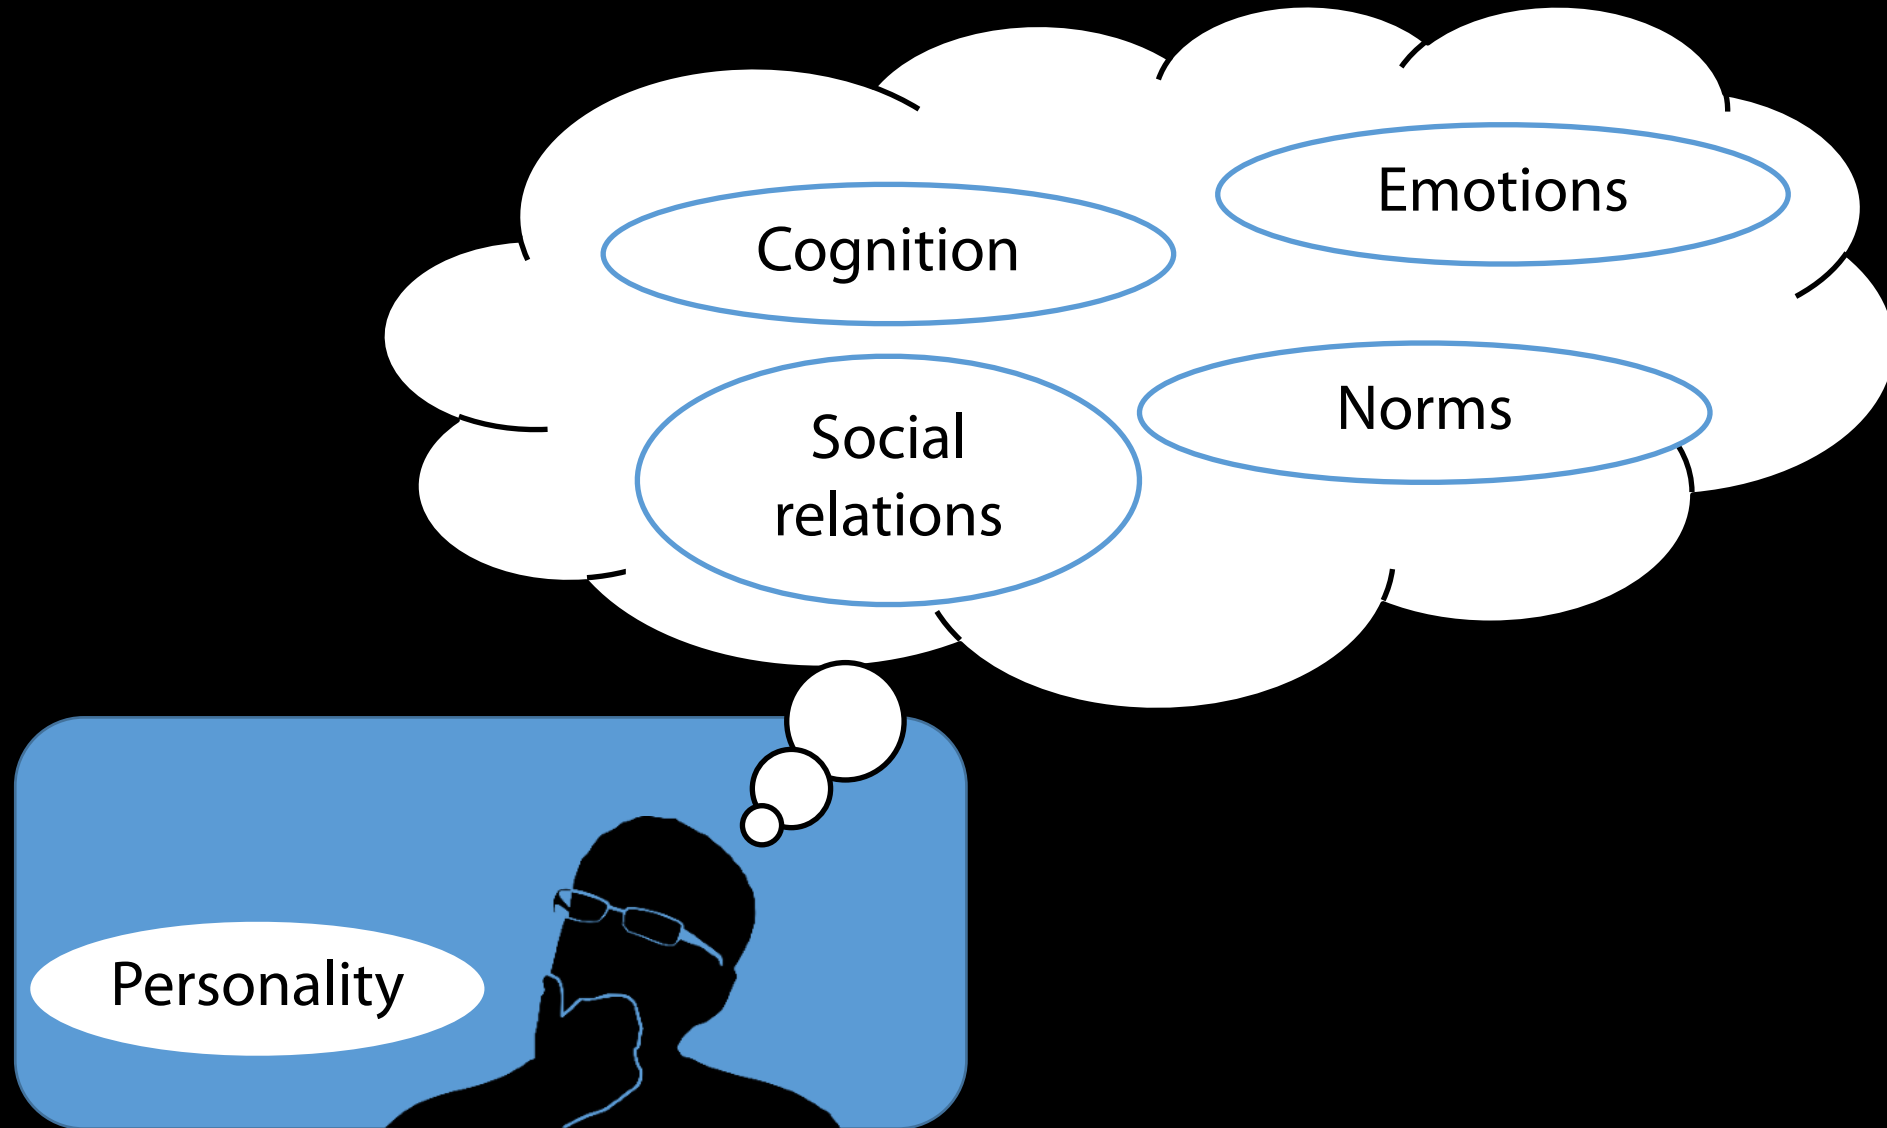 Emotions
Cognition
Norms
Social
relations
Personality